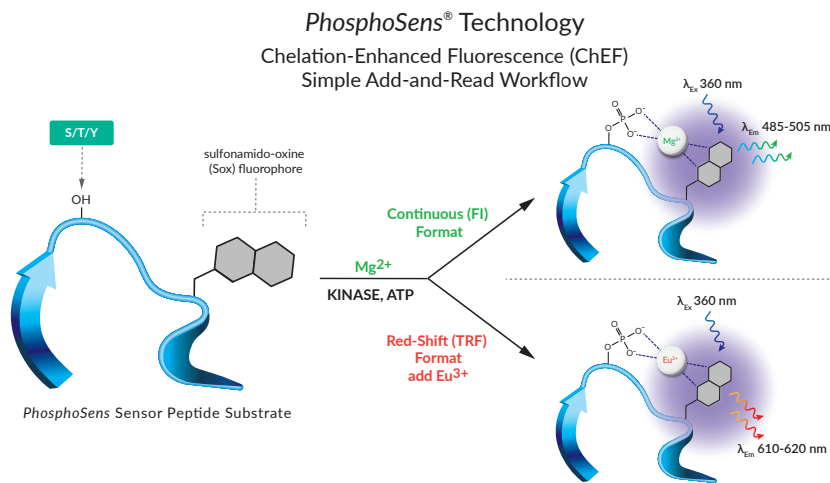 PhosphoSens® Technology
Chelation-Enhanced Fluorescence (ChEF)
Simple Add-and-Read Workflow
S/T/Y
OH
sulfonamido-oxine
(Sox) fluorophore
PhosphoSens Sensor Peptide Substrate
Continuous (FI)
Format
Mg²⁺
KINASE, ATP
Red-Shift (TRF)
Format
add Eu³⁺
λEx 360 nm
O
O⁻
P
O
O⁻
Mg²⁺
λEm 485-505 nm
λEx 360 nm
O
O⁻
P
O
O⁻
Eu³⁺
λEm 610-620 nm